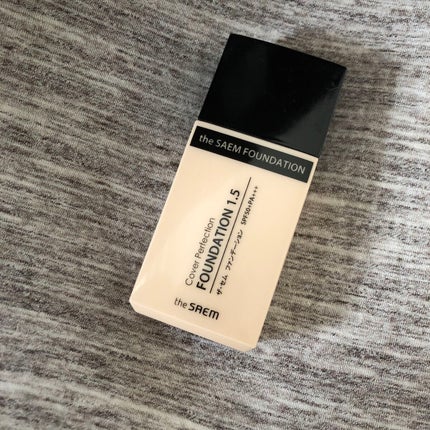 the SAEM FOUNDATION
Cover Perfection
FOUNDATION 1.5
ザ セム ファンデーション SPF50+PA+++
the SAEM